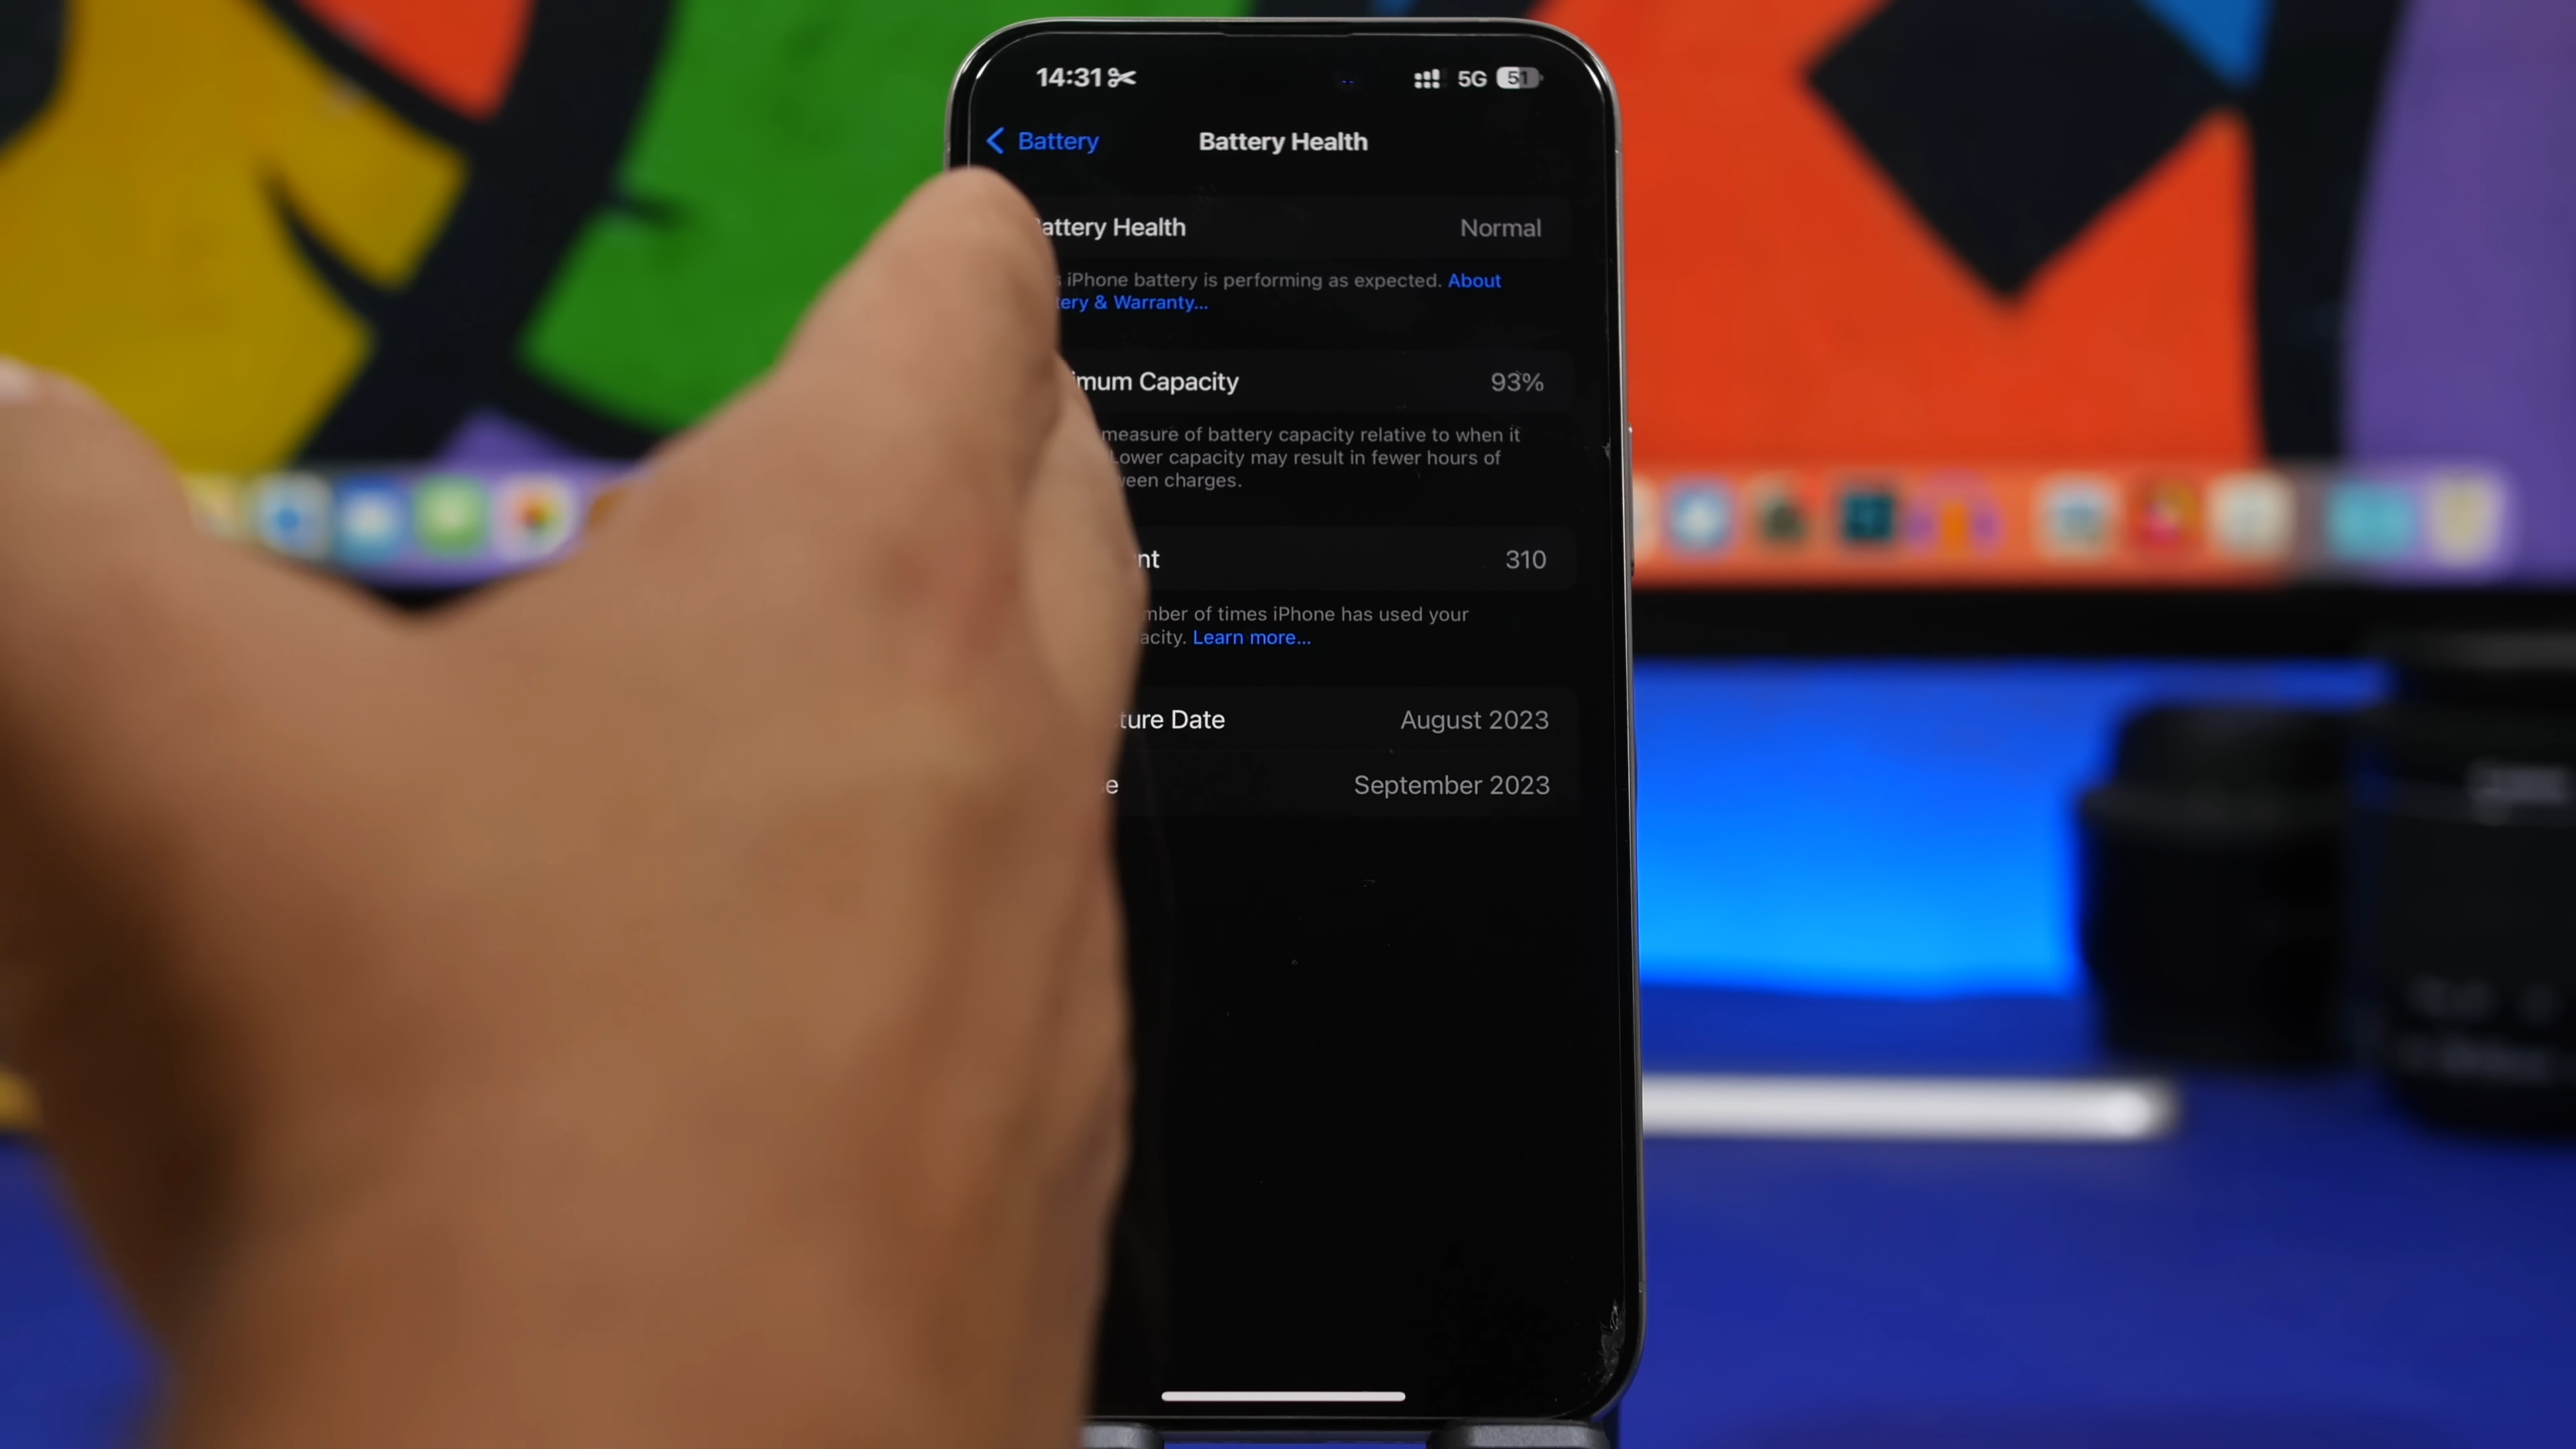 14:31 5G 51
Battery Battery Health
attery Health Normal
s iPhone battery is performing as expected. About
tery & Warranty...
imum Capacity 93%
measure of battery capacity relative to when it
Lower capacity may result in fewer hours of
ween charges.
nt 310
mber of times iPhone has used your
acity. Learn more...
cture Date August 2023
se September 2023